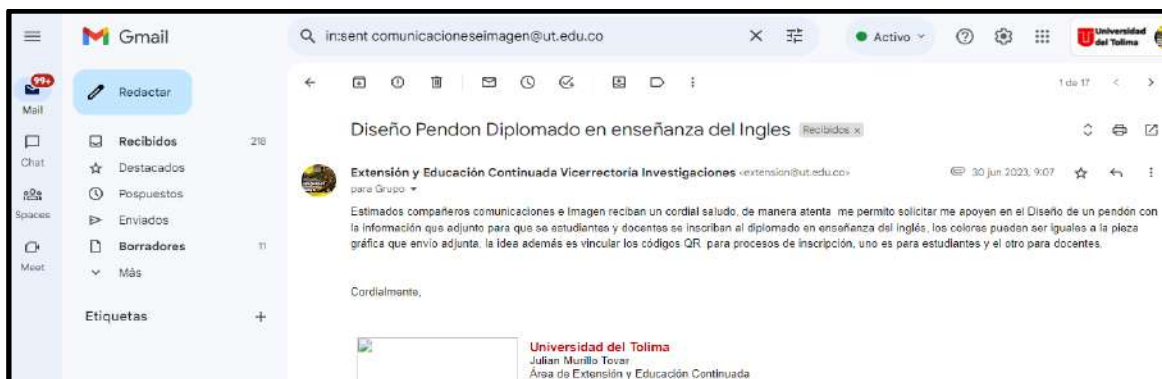 Gmail
in:sent comunicacioneseimagen@ut.edu.co
Activo
Universidad
del Tolima
99+
Mail
Redactar
1 de 17
Diseño Pendon Diplomado en enseñanza del Ingles Recibidos x
Recibidos 218
Chat
Destacados
Extensión y Educación Continuada Vicerrectoría Investigaciones <extension@ut.edu.co> 30 jun 2023, 9:07
para Grupo
Pospuestos
Spaces
Enviados
Estimados compañeros comunicaciones e Imagen reciban un cordial saludo, de manera atenta me permito solicitar me apoyen en el Diseño de un pendón con
la información que adjunto para que se estudiantes y docentes se inscriban al diplomado en enseñanza del inglés, los colores pueden ser iguales a la pieza
gráfica que envio adjunta, la idea además es vincular los códigos QR para procesos de inscripción, uno es para estudiantes y el otro para docentes.
Borradores 11
Meet
Más
Cordialmente,
Etiquetas
Universidad del Tolima
Julian Murillo Tovar
Área de Extensión y Educación Continuada